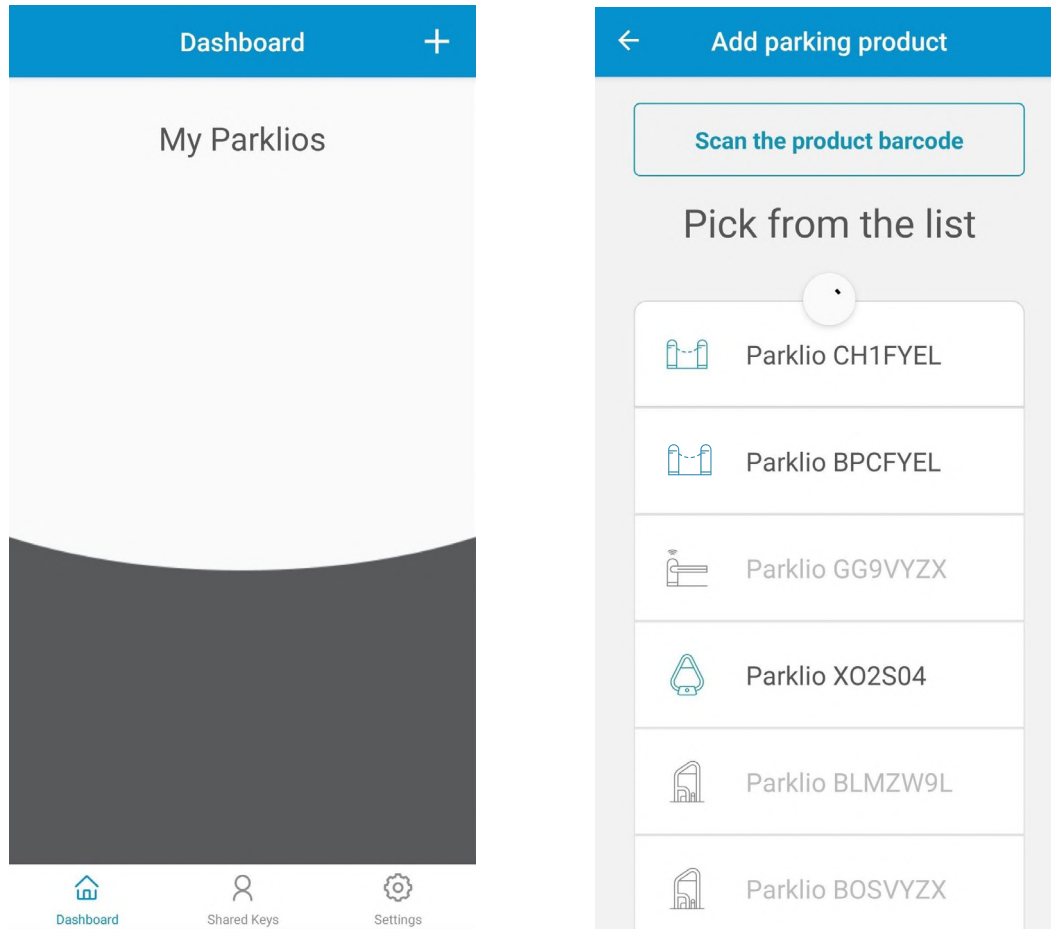 Dashboard
My Parklios
Dashboard
Shared Keys
Settings
Add parking product
Scan the product barcode
Pick from the list
Parklio CH1FYEL
Parklio BPCFYEL
Parklio GG9VYZX
Parklio XO2S04
Parklio BLMZW9L
Parklio BOSVYZX